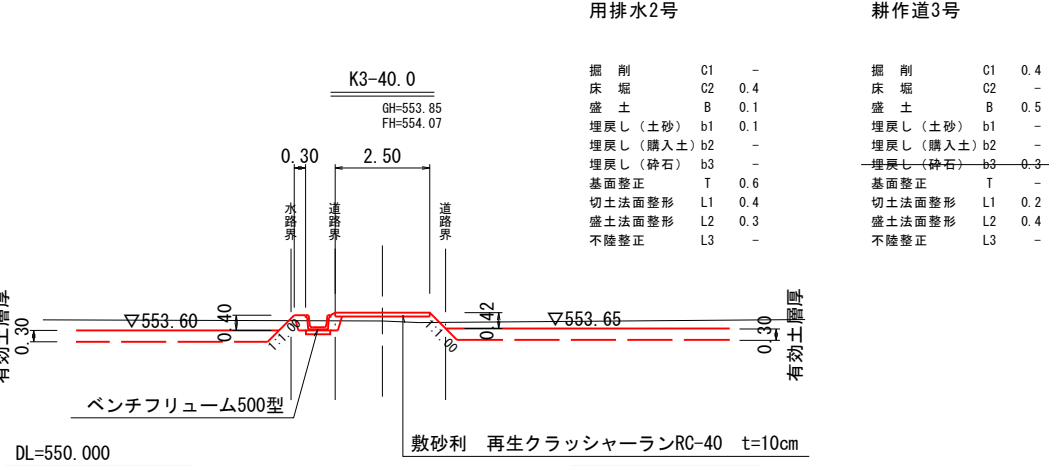 用排水2号
掘　削 C1 -
床　堀 C2 0.4
盛　土 B 0.1
埋戻し（土砂） b1 0.1
埋戻し（購入土） b2 -
埋戻し（砕石） b3 -
基面整正 T 0.6
切土法面整形 L1 0.4
盛土法面整形 L2 0.3
不陸整正 L3 -
耕作道3号
掘　削 C1 0.4
床　堀 C2 -
盛　土 B 0.5
埋戻し（土砂） b1 -
埋戻し（購入土） b2 -
埋戻し（砕石） b3 0.3
基面整正 T -
切土法面整形 L1 0.2
盛土法面整形 L2 0.4
不陸整正 L3 -
K3-40.0
GH=553.85
FH=554.07
0.30
2.50
水路界
道路界
道路界
有効土層厚
0.30
▽553.60
0.40
1:1.00
1:1.00
0.42
▽553.65
0.30
有効土層厚
ベンチフリューム500型
敷砂利　再生クラッシャーランRC-40　t=10cm
DL=550.000